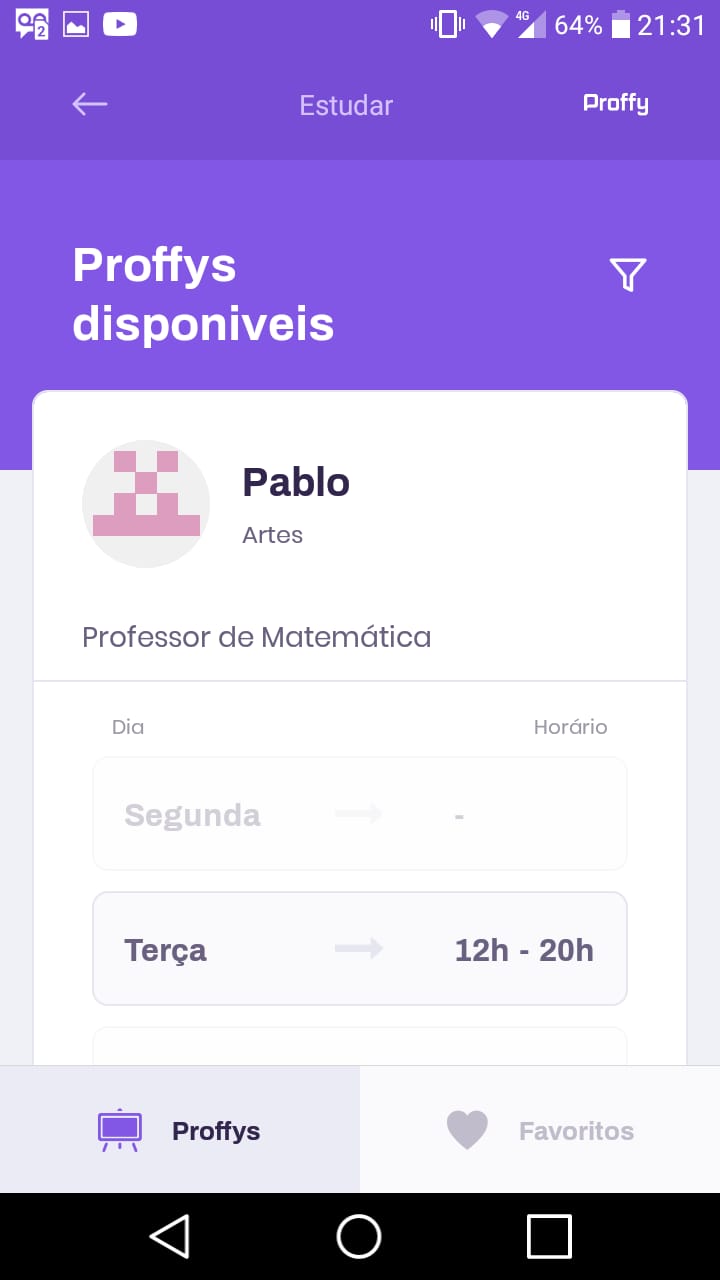 2
4G 64% 21:31
Estudar Proffy
Proffys
disponiveis
Pablo
Artes
Professor de Matemática
Dia Horário
Segunda -
Terça 12h - 20h
Proffys Favoritos